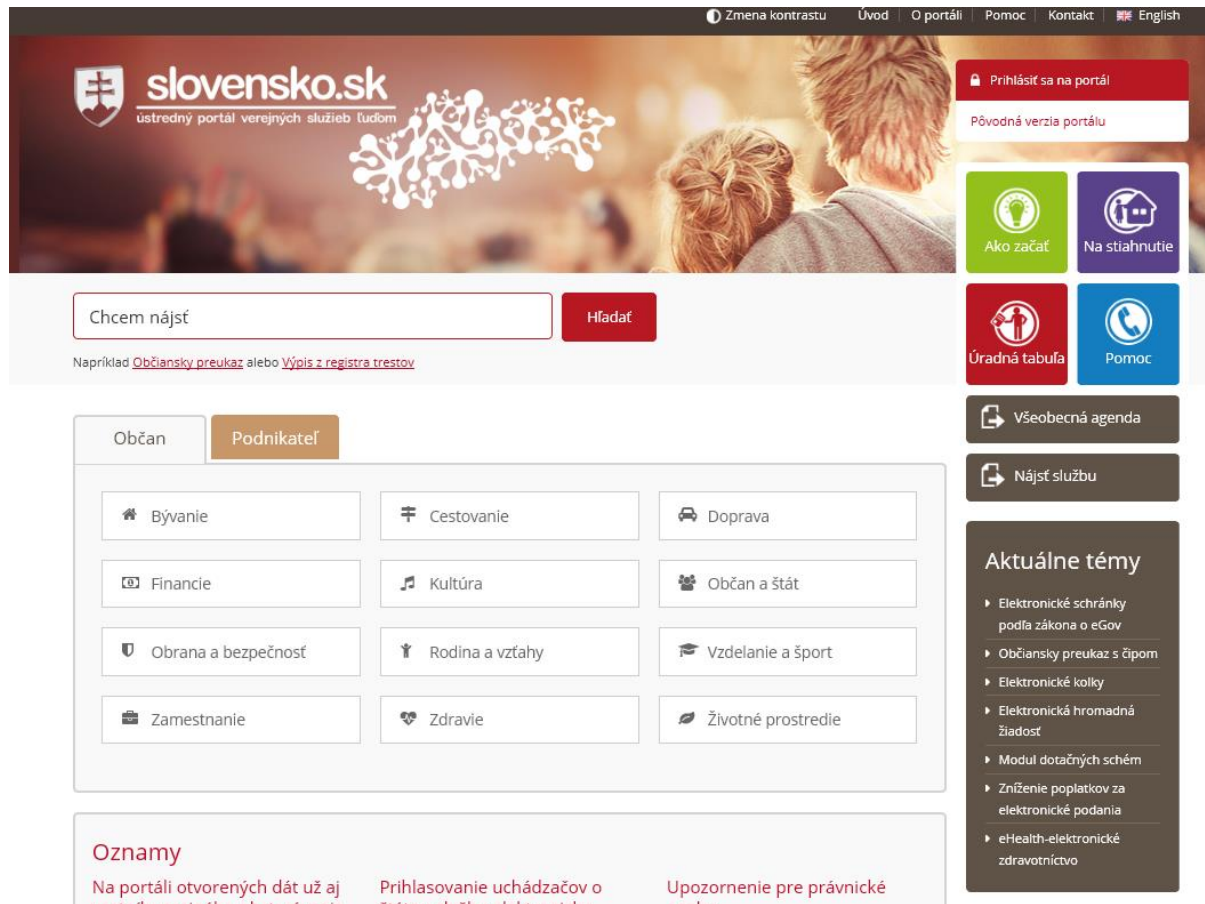 Zmena kontrastu Úvod O portáli Pomoc Kontakt English
slovensko.sk
ústredný portál verejných služieb ľuďom
Prihlásiť sa na portál
Pôvodná verzia portálu
Ako začať
Na stiahnutie
Chcem nájsť
Hľadať
Napríklad Občiansky preukaz alebo Výpis z registra trestov
Úradná tabuľa
Pomoc
Všeobecná agenda
Nájsť službu
Občan Podnikateľ
Bývanie Cestovanie Doprava
Financie Kultúra Občan a štát
Obrana a bezpečnosť Rodina a vzťahy Vzdelanie a šport
Zamestnanie Zdravie Životné prostredie
Aktuálne témy
Elektronické schránky
podľa zákona o eGov
Občiansky preukaz s čipom
Elektronické kolky
Elektronická hromadná
žiadosť
Modul dotačných schém
Zníženie poplatkov za
elektronické podania
eHealth-elektronické
zdravotníctvo
Oznamy
Na portáli otvorených dát už aj
Prihlasovanie uchádzačov o
Upozornenie pre právnické